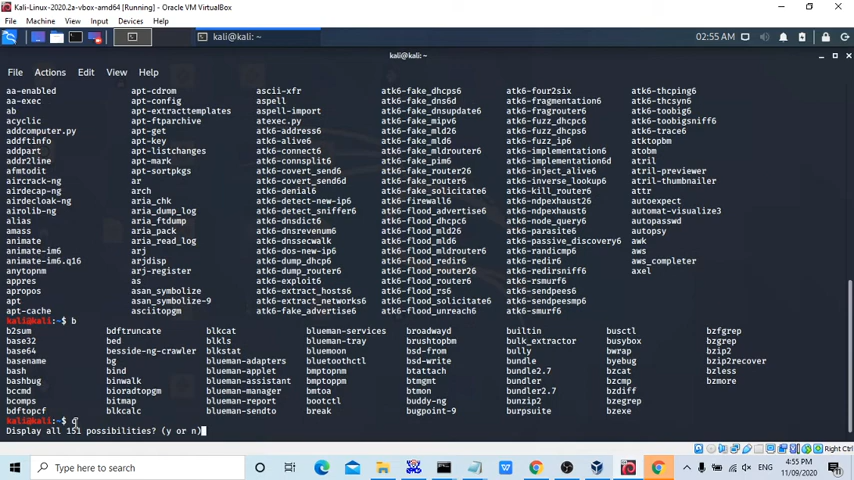 Kali-Linux-2020.2a-vbox-amd64 [Running] - Oracle VM VirtualBox
File Machine View Input Devices Help
kali@kali: ~ 02:55 AM
kali@kali: ~
File Actions Edit View Help
aa-enabled apt-cdrom ascii-xfr atk6-fake_dhcps6 atk6-four2six atk6-thcping6
aa-exec apt-config aspell atk6-fake_dns6d atk6-fragmentation6 atk6-thcsyn6
ab apt-extracttemplates aspell-import atk6-fake_dnsupdate6 atk6-fragrouter6 atk6-toobig6
acyclic apt-ftparchive atexec.py atk6-fake_mipv6 atk6-fuzz_dhcpc6 atk6-toobigsniff6
addcomputer.py apt-get atk6-address6 atk6-fake_mld26 atk6-fuzz_dhcps6 atk6-trace6
addftinfo apt-key atk6-alive6 atk6-fake_mld6 atk6-fuzz_ip6 atobm
addpart apt-listchanges atk6-connect6 atk6-fake_mldrouter6 atk6-implementation6 atril
addr2line apt-mark atk6-connsplit6 atk6-fake_pim6 atk6-implementation6d atril-previewer
afmtodit apt-sortpkgs atk6-covert_send6 atk6-fake_router26 atk6-inject_alive6 atril-thumbnailer
aircrack-ng ar atk6-covert_send6d atk6-fake_router6 atk6-inverse_lookup6 attr
airdecap-ng arch atk6-denial6 atk6-fake_solicitate6 atk6-kill_router6 autoexpect
airdecloak-ng aria_chk atk6-detect-new-ip6 atk6-firewall6 atk6-ndpexhaust26 automat-visualize3
airolib-ng aria_dump_log atk6-detect_sniffer6 atk6-flood_advertise6 atk6-ndpexhaust6 autopasswd
alias aria_ftdump atk6-dnsdict6 atk6-flood_dhcpc6 atk6-node_query6 autopsy
amass aria_pack atk6-dnsrevenum6 atk6-flood_mld26 atk6-parasite6 awk
animate aria_read_log atk6-dnssecwalk atk6-flood_mld6 atk6-passive_discovery6 aws
animate-im6 arj atk6-dos-new-ip6 atk6-flood_mldrouter6 atk6-randicmp6 aws_completer
animate-im6.q16 arjdisp atk6-dump_router6 atk6-flood_redir6 atk6-redirsniff6 axel
anytopnm arj-register atk6-exploit6 atk6-flood_router26 atk6-rsmurf6
appres as atk6-extract_hosts6 atk6-flood_router6 atk6-sendpees6
apropos asan_symbolize atk6-extract_networks6 atk6-flood_rs6 atk6-sendpeesmp6
apt asan_symbolize-9 atk6-fake_advertise6 atk6-flood_solicitate6 atk6-smurf6
apt-cache asciitopgm atk6-flood_unreach6
kali@kali:~$ b
b2sum bdftruncate blkcat blueman-services broadwayd builtin busctl bzfgrep
base32 bed blkls blueman-tray brushtopbm bulk_extractor busybox bzgrep
base64 besside-ng-crawler blkstat bluemoon bsd-from bully bwrap bzip2
basename bg blueman-adapters bluetoothctl bsd-write bundle byebug bzip2recover
bash bind blueman-applet bmptopnm btattach bundle2.7 bzcat bzless
bashbug binwalk blueman-assistant bmptoppm btmgmt bundler bzcmp bzmore
bccmd bioradtopgm blueman-manager bmtoa btmon bundler2.7 bzdiff
bcomps bitmap blueman-report bootctl buddy-ng bunzip2 bzegrep
bdftopcf blkcalc blueman-sendto break bugpoint-9 burpsuite bzexe
kali@kali:~$ c
Display all 151 possibilities? (y or n)
Right Ctrl
Type here to search
ENG
4:55 PM
11/09/2020